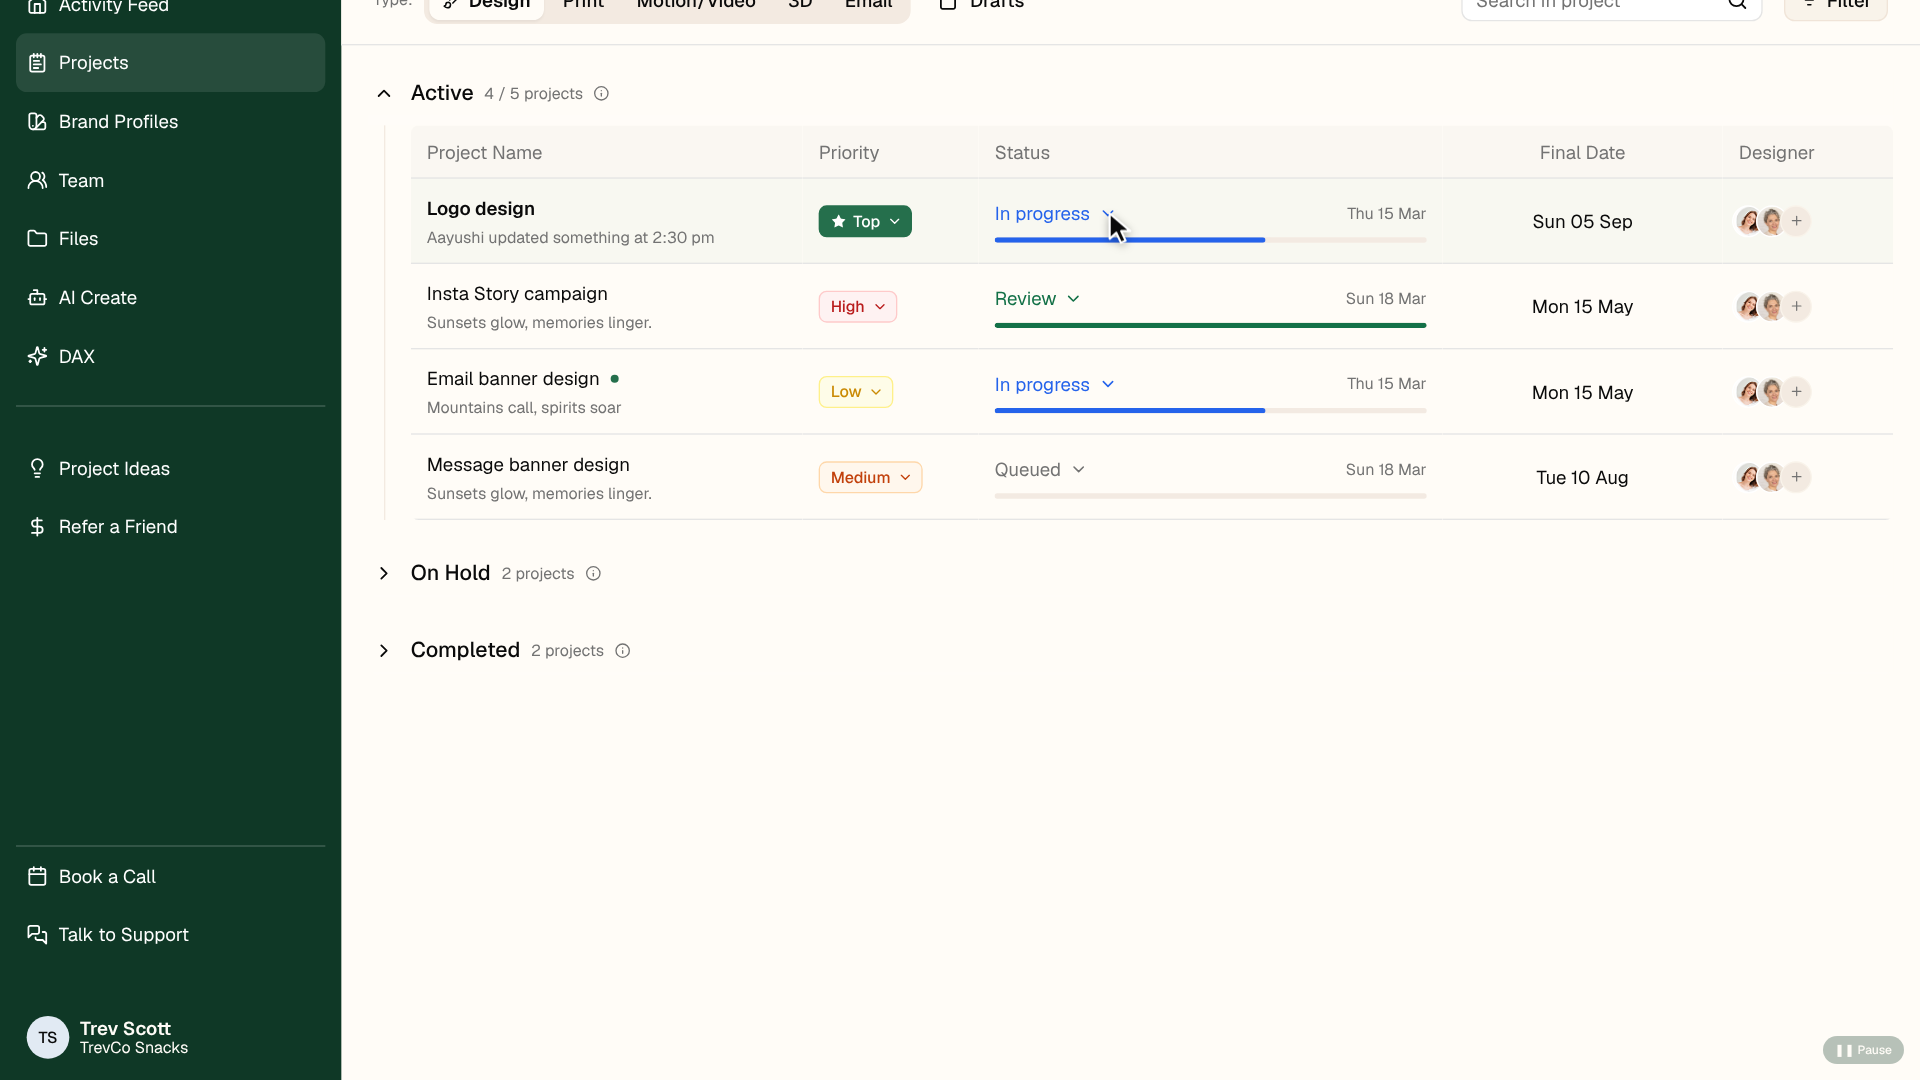 Activity Feed
Projects
Brand Profiles
Team
Files
AI Create
DAX
Project Ideas
Refer a Friend
Book a Call
Talk to Support
TS
Trev Scott
TrevCo Snacks
Type:
Design
Print
Motion/Video
3D
Email
Drafts
Search in project
Filter
Active 4 / 5 projects
Project Name Priority Status Final Date Designer
Logo design
Aayushi updated something at 2:30 pm
Top
In progress
Thu 15 Mar
Sun 05 Sep
+
Insta Story campaign
Sunsets glow, memories linger.
High
Review
Sun 18 Mar
Mon 15 May
+
Email banner design
Mountains call, spirits soar
Low
In progress
Thu 15 Mar
Mon 15 May
+
Message banner design
Sunsets glow, memories linger.
Medium
Queued
Sun 18 Mar
Tue 10 Aug
+
On Hold 2 projects
Completed 2 projects
Pause